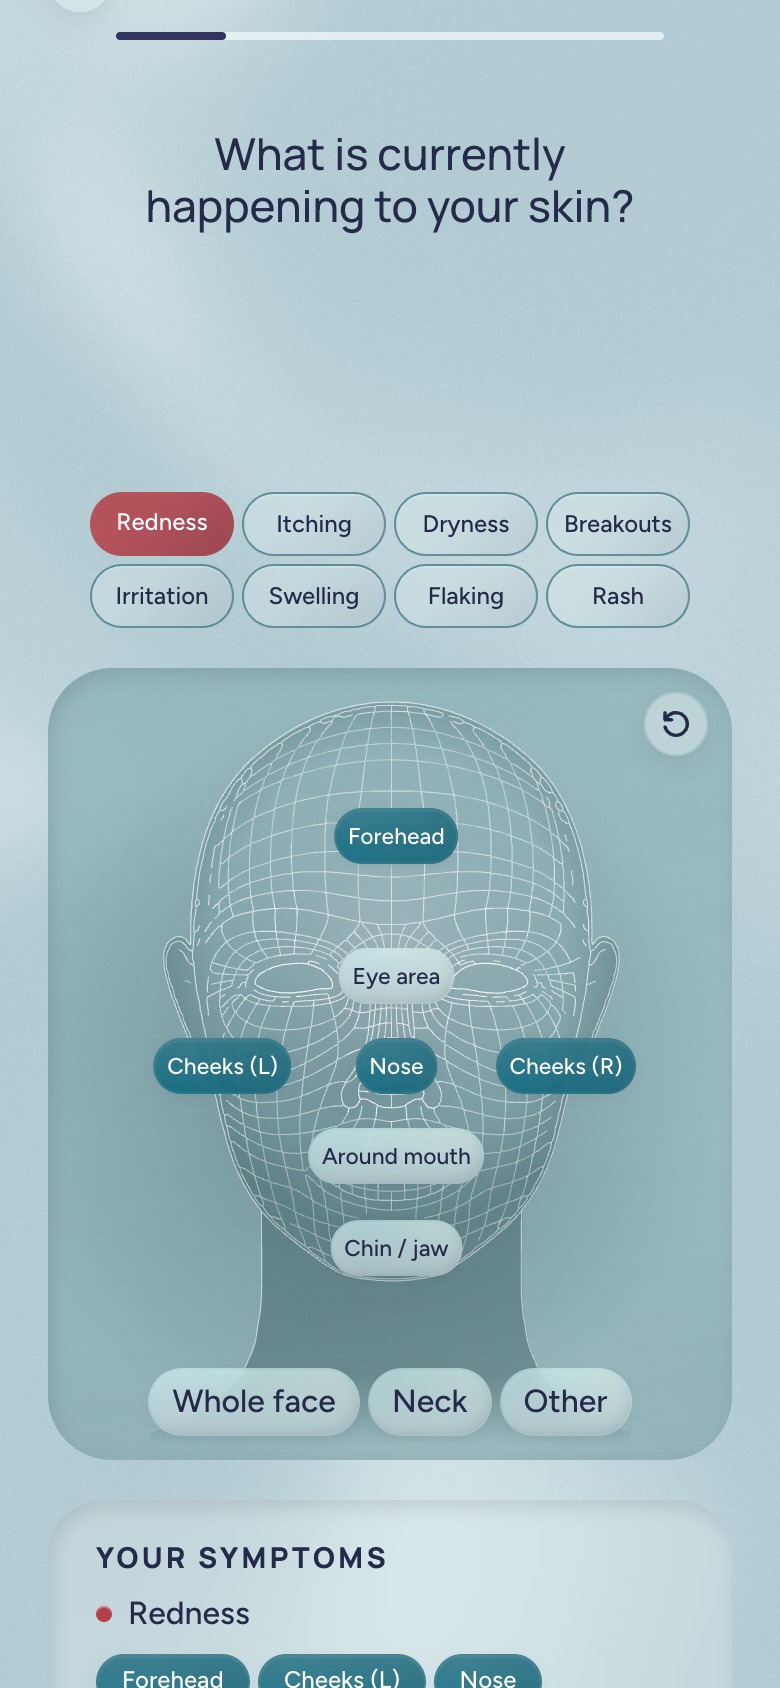 What is currently
happening to your skin?
Redness Itching Dryness Breakouts
Irritation Swelling Flaking Rash
Forehead
Eye area
Cheeks (L) Nose Cheeks (R)
Around mouth
Chin / jaw
Whole face Neck Other
YOUR SYMPTOMS
Redness
Forehead Cheeks (L) Nose